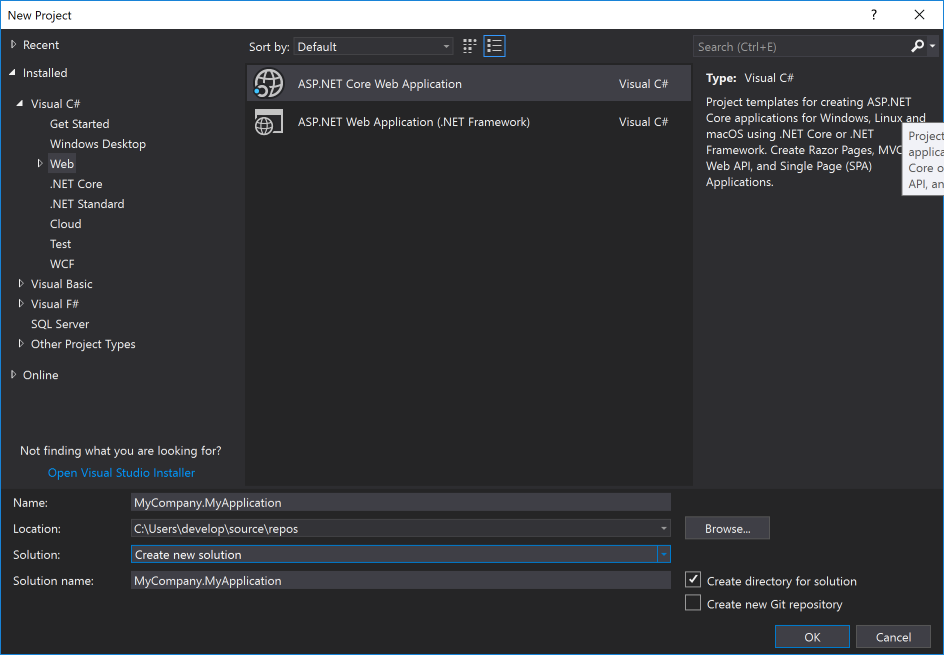 New Project
?
Recent
Installed
Visual C#
Get Started
Windows Desktop
Web
.NET Core
.NET Standard
Cloud
Test
WCF
Visual Basic
Visual F#
SQL Server
Other Project Types
Online
Not finding what you are looking for?
Open Visual Studio Installer
Sort by: Default
ASP.NET Core Web Application Visual C#
ASP.NET Web Application (.NET Framework) Visual C#
Search (Ctrl+E)
Type: Visual C#
Project templates for creating ASP.NET
Core applications for Windows, Linux and
macOS using .NET Core or .NET
Framework. Create Razor Pages, MVC
Web API, and Single Page (SPA)
Applications.
Project
applica
Core o
API, an
Name: MyCompany.MyApplication
Location: C:\Users\develop\source\repos
Browse...
Solution: Create new solution
Solution name: MyCompany.MyApplication
Create directory for solution
Create new Git repository
OK
Cancel